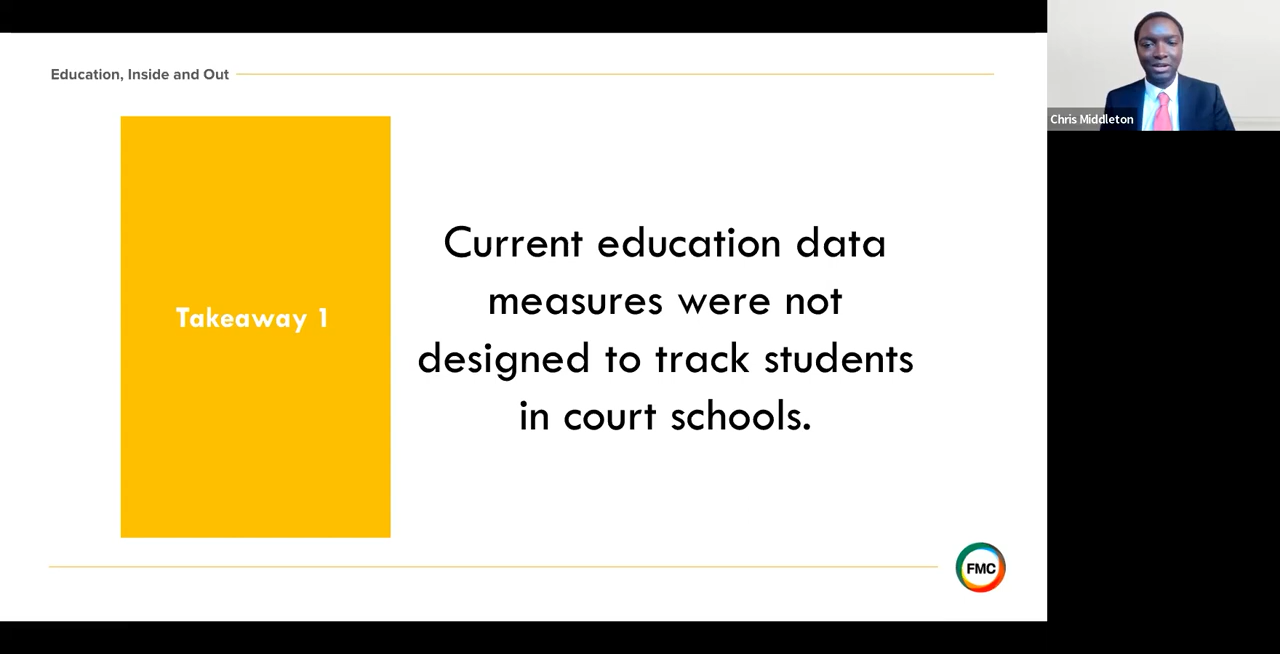 Education, Inside and Out
Takeaway 1
Current education data
measures were not
designed to track students
in court schools.
FMC
Chris Middleton